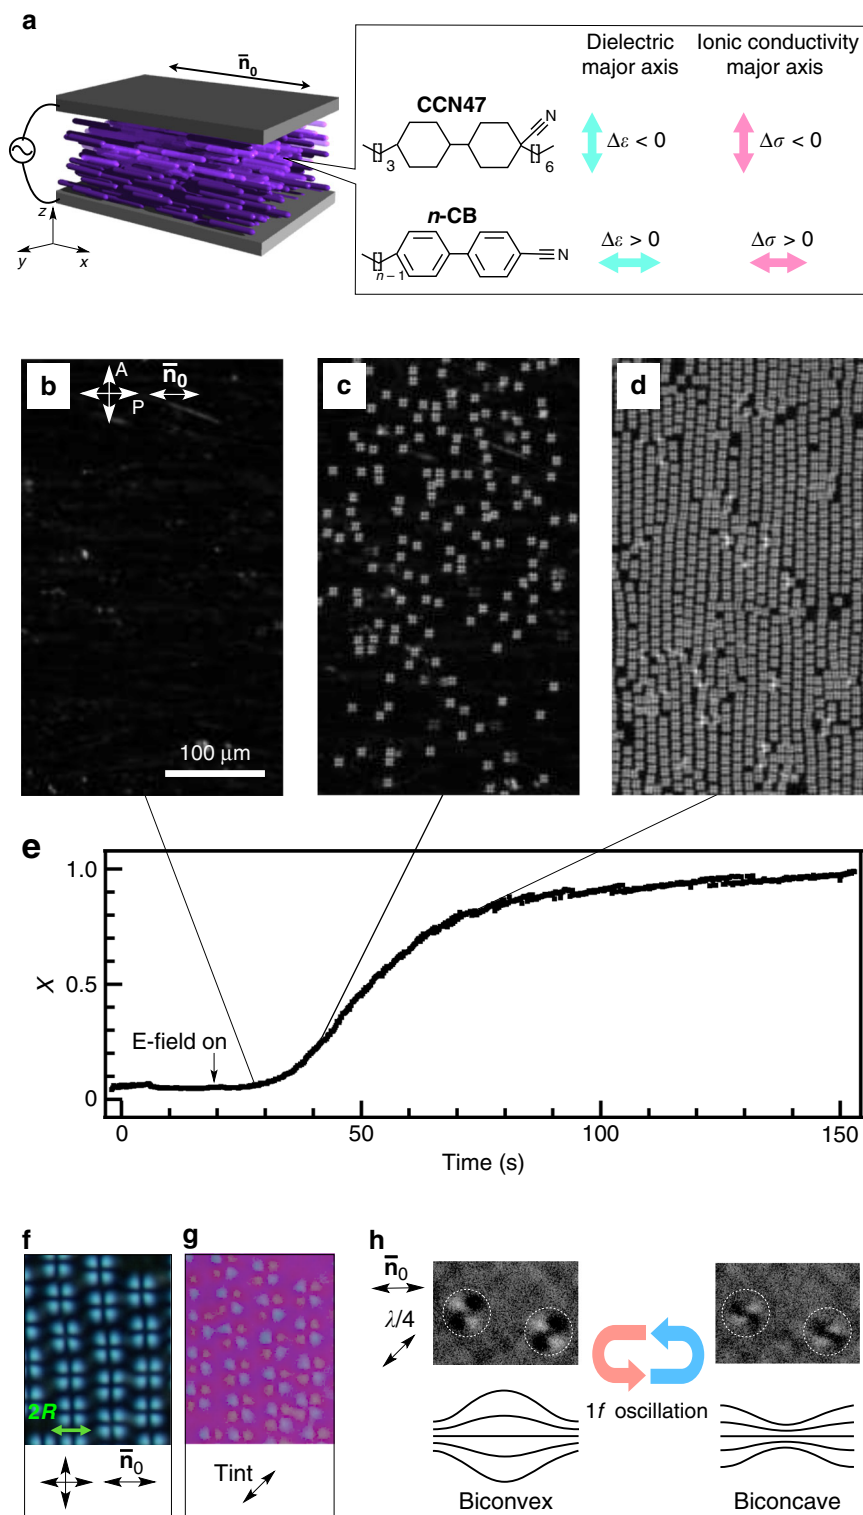 a
n̄₀
z
y
x
Dielectric
major axis
Ionic conductivity
major axis
CCN47
N
3
6
Δε < 0
Δσ < 0
n-CB
N
n – 1
Δε > 0
Δσ > 0
b
A
P
n̄₀
100 μm
c
d
e
1.0
0.5
0
X
E-field on
0
50
100
150
Time (s)
f
2R
n̄₀
g
Tint
h
n̄₀
λ/4
1f oscillation
Biconvex
Biconcave